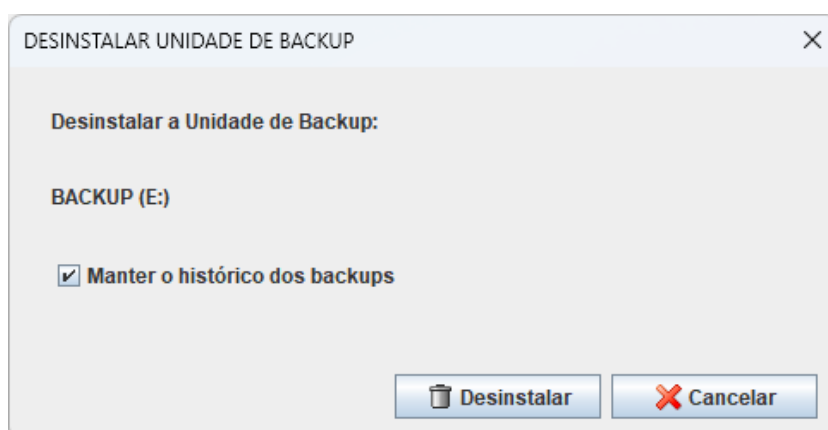 DESINSTALAR UNIDADE DE BACKUP
Desinstalar a Unidade de Backup:
BACKUP (E:)
Manter o histórico dos backups
Desinstalar
Cancelar